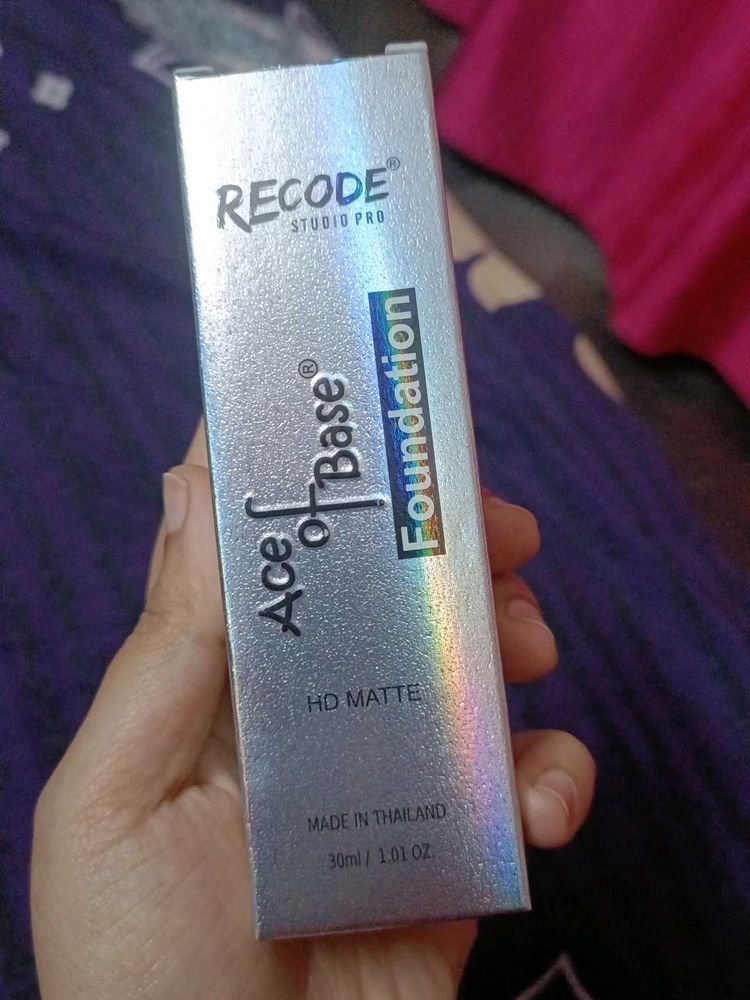 RECODE®
STUDIO PRO
Ace
of Base®
Foundation
HD MATTE
MADE IN THAILAND
30ml / 1.01 OZ.